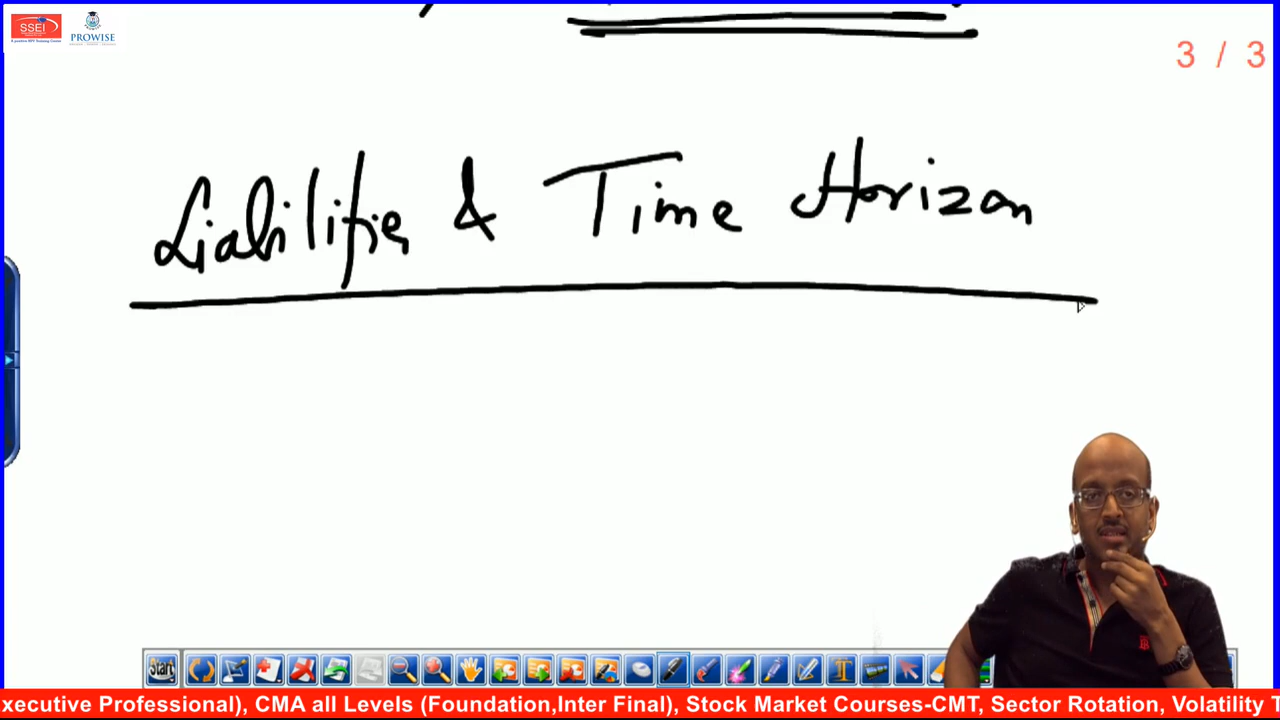 SSEI
PROWISE
3 / 3
Liabilitie & Time Horizon
Start
xecutive Professional), CMA all Levels (Foundation,Inter Final), Stock Market Courses-CMT, Sector Rotation, Volatility T